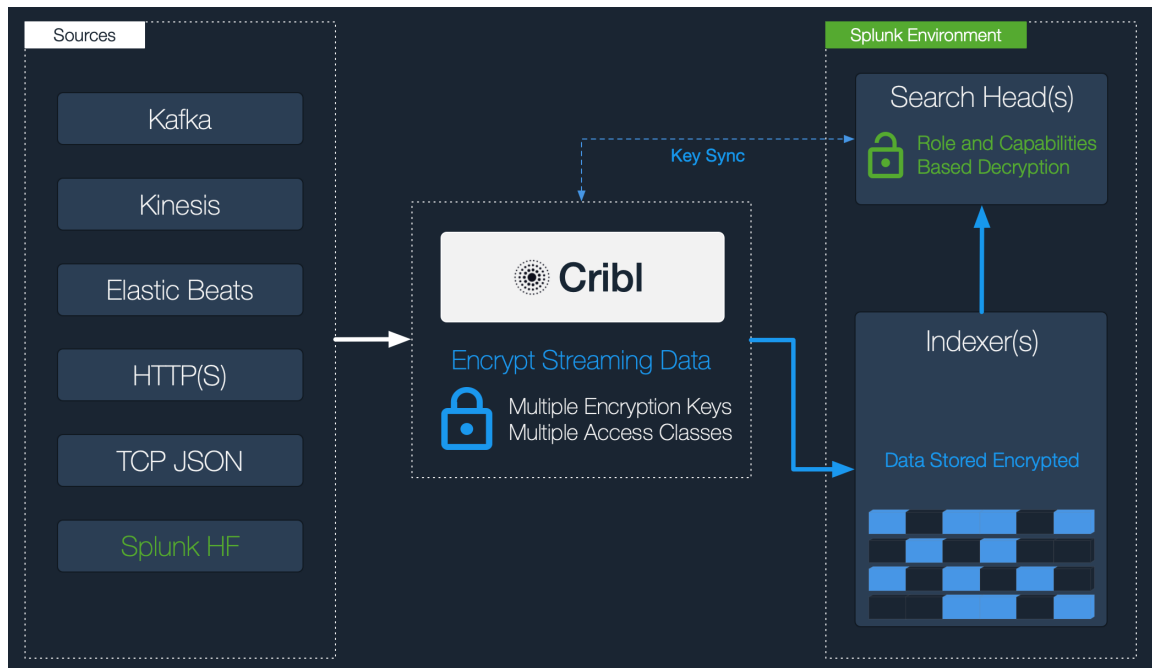 Sources
Kafka
Kinesis
Elastic Beats
HTTP(S)
TCP JSON
Splunk HF
Key Sync
Cribl
Encrypt Streaming Data
Multiple Encryption Keys
Multiple Access Classes
Splunk Environment
Search Head(s)
Role and Capabilities
Based Decryption
Indexer(s)
Data Stored Encrypted